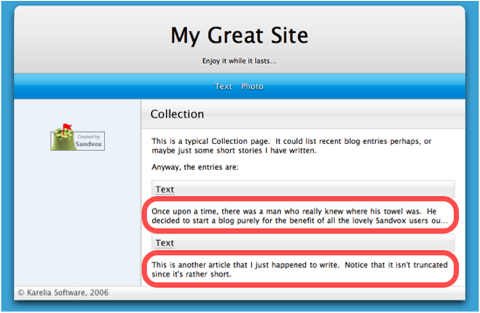 My Great Site
Enjoy it while it lasts...
Text Photo
Created by
Sandvox
Collection
This is a typical Collection page. It could list recent blog entries perhaps, or
maybe just some short stories I have written.
Anyway, the entries are:
Text
Once upon a time, there was a man who really knew where his towel was. He
decided to start a blog purely for the benefit of all the lovely Sandvox users ou...
Text
This is another article that I just happened to write. Notice that it isn't truncated
since it's rather short.
© Karelia Software, 2006